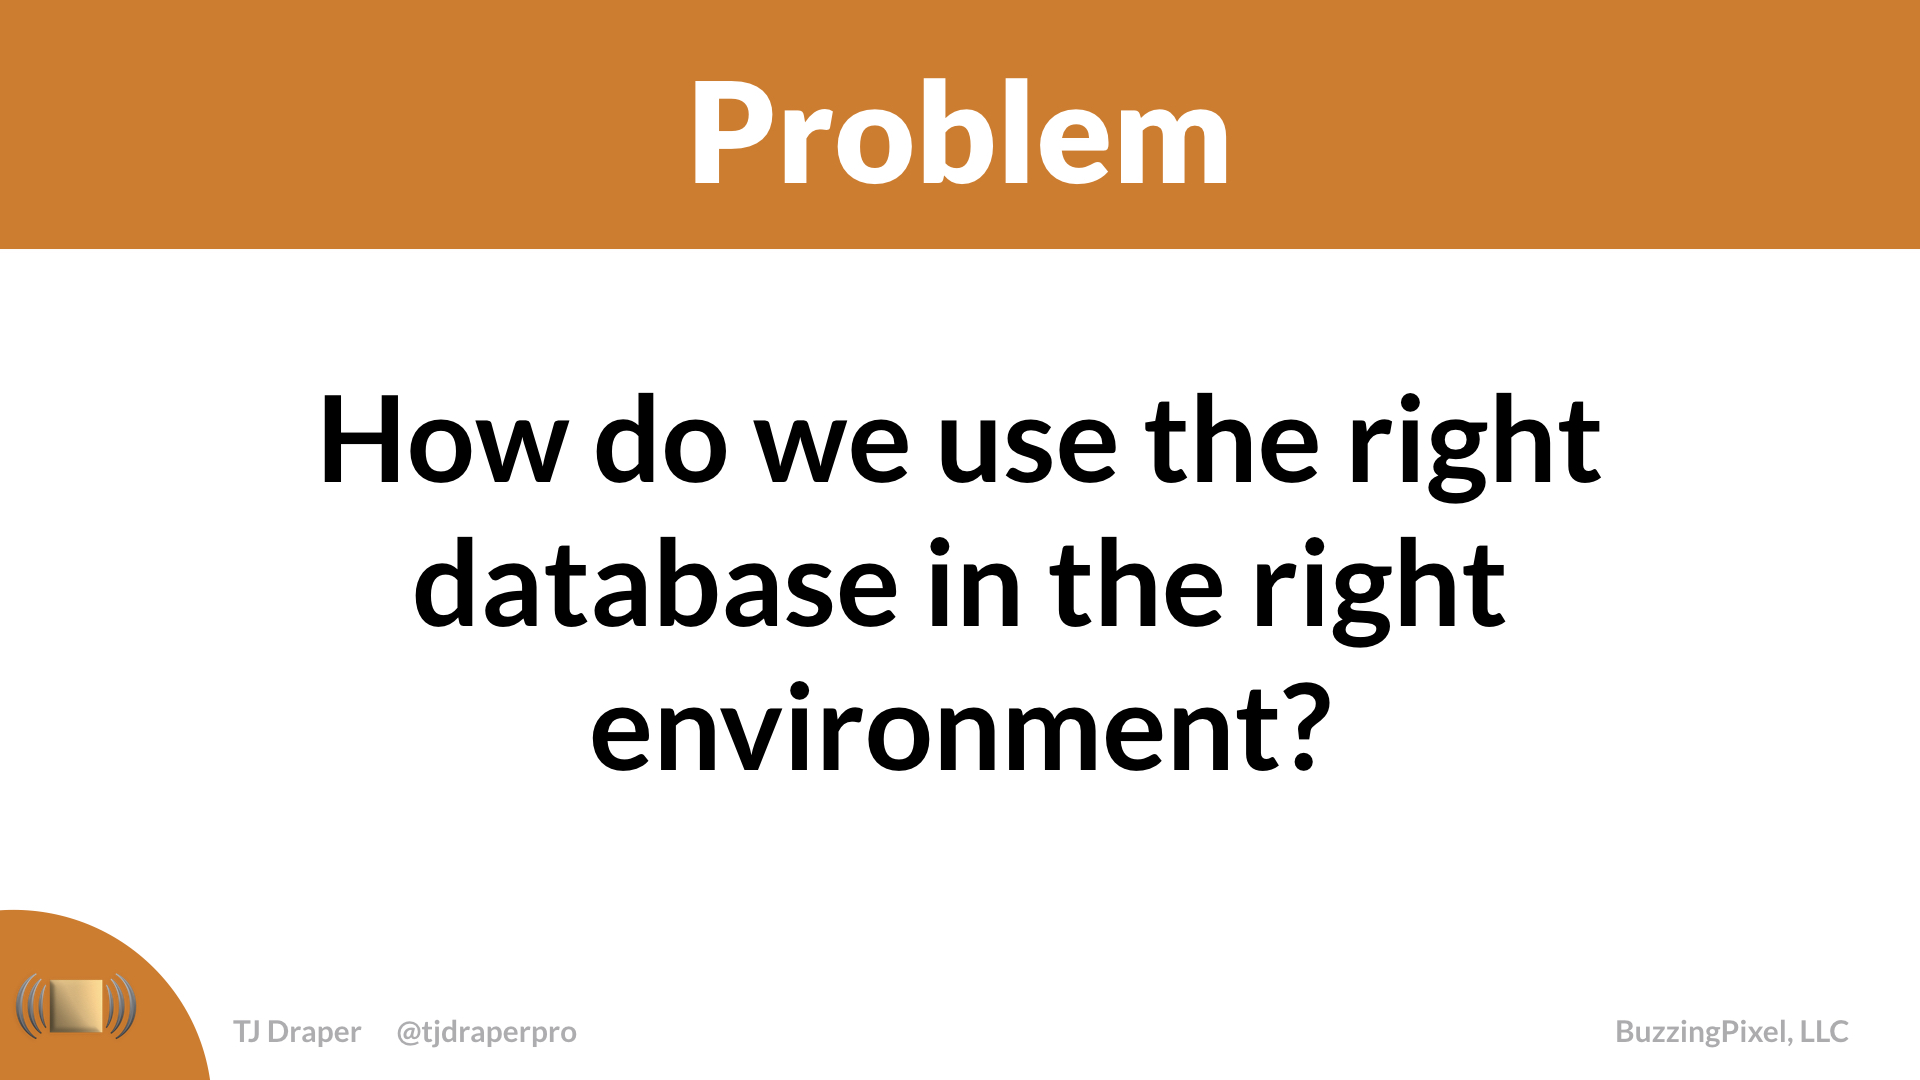 Problem
How do we use the right
database in the right
environment?
TJ Draper @tjdraperpro BuzzingPixel, LLC